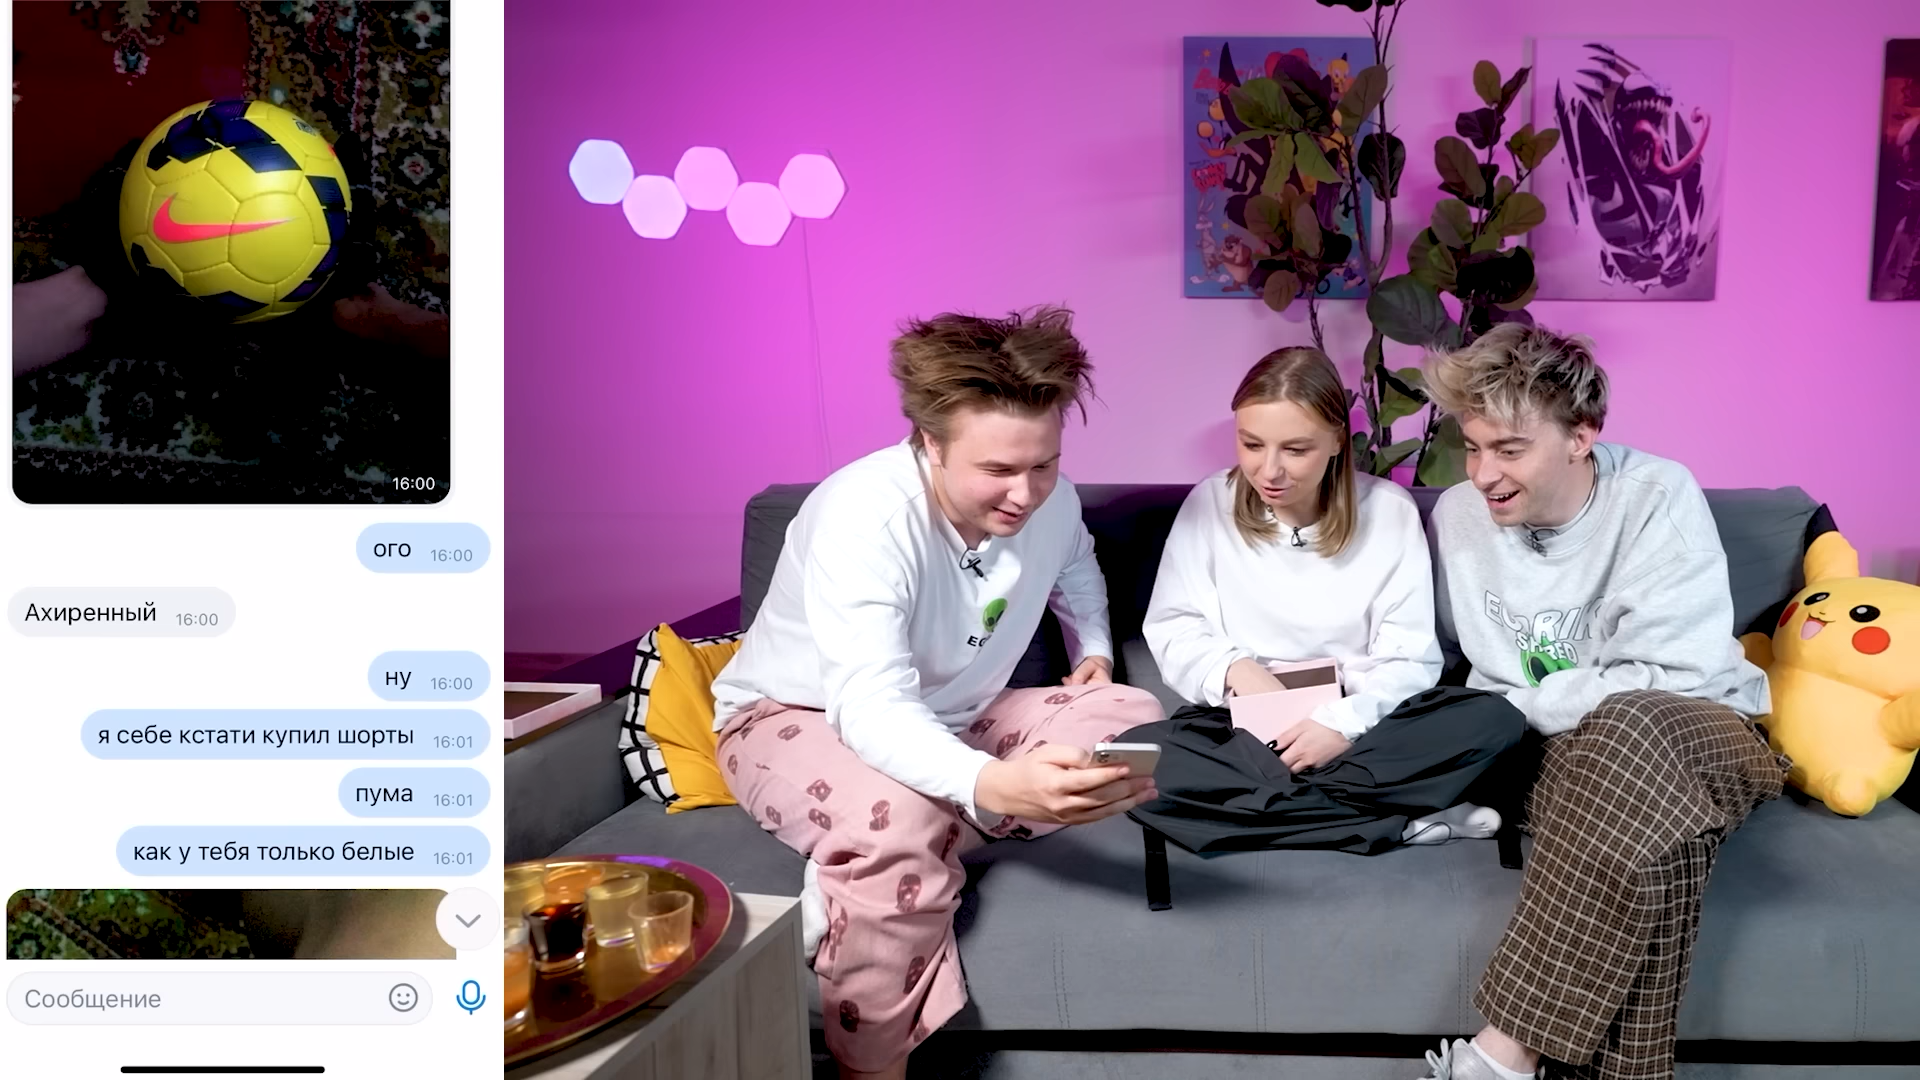 16:00
ого 16:00
Ахиренный 16:00
ну 16:00
я себе кстати купил шорты 16:01
пума 16:01
как у тебя только белые 16:01
Сообщение
SHRED